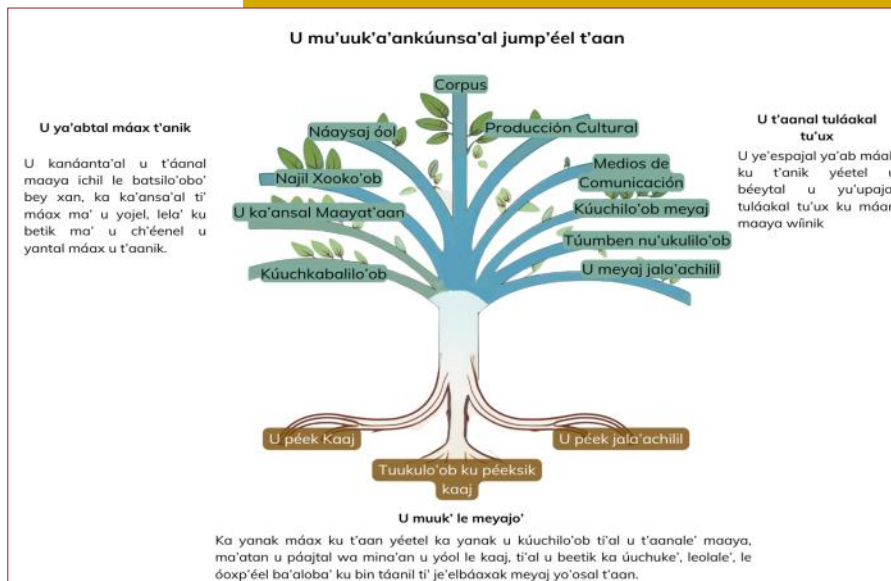 U mu'uuk'a'ankúunsa'al jump'éel t'aan
U ya'abtal máax t'anik
U kanáanta'al u t'áanal
maaya ichil le batsilo'obo'
bey xan, ka ka'ansa'al ti'
máax ma' u yojel, lela' ku
betik ma' u ch'éenel u
yantal máax u t'aanik.
Corpus
Náaysaj óol
Producción Cultural
Najil Xooko'ob
Medios de
Comunicación
U ka'ansal Maayat'aan
Kúuchilo'ob meyaj
Túumben nu'ukulilo'ob
Kúuchkabalilo'ob
U meyaj jala'achilil
U t'aanal tuláakal
tu'ux
U ye'espajal ya'ab
ku t'anik yéetel
béeytal u
tuláakal tu'ux ku
maaya wíinik
U péek Kaaj
Tuukulo'ob ku péeksik
kaaj
U péek jala'achilil
U muuk' le meyajo'
Ka yanak máax ku t'aan yéetel ka yanak u kúuchilo'ob ti'al u t'aanale' maaya,
ma'atan u páajtal wa mina'an u yóol le kaaj, ti'al u beetik ka úuchuke', leolale', le
óoxp'éel ba'aloba' ku bin táanil ti' je'elbáaxak meyaj yo'osal t'aan.